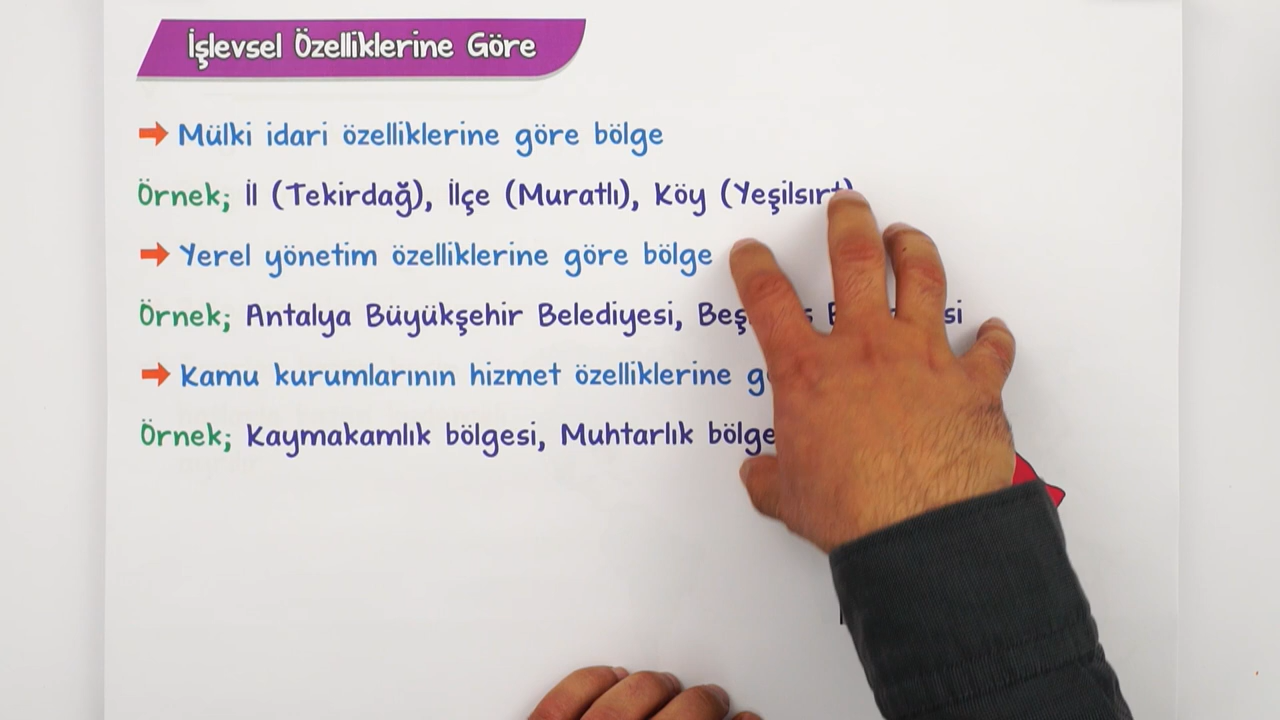 İşlevsel Özelliklerine Göre
Mülki idari özelliklerine göre bölge
Örnek; İl (Tekirdağ), İlçe (Muratlı), Köy (Yeşilsırt)
Yerel yönetim özelliklerine göre bölge
Örnek; Antalya Büyükşehir Belediyesi,
Kamu kurumlarının hizmet özelliklerine
Örnek; Kaymakamlık bölgesi, Muhtarlık